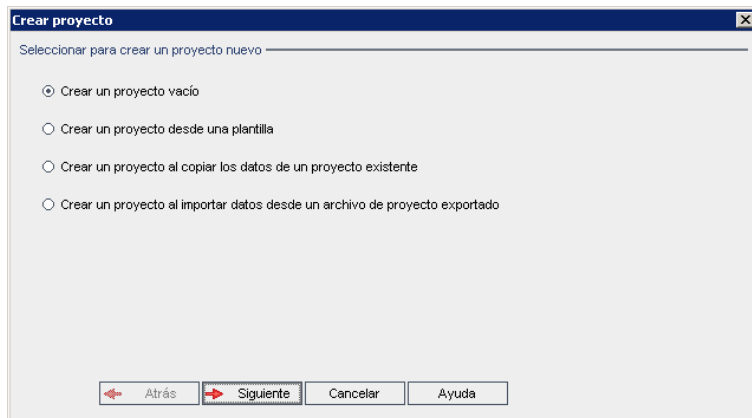 Crear proyecto
Seleccionar para crear un proyecto nuevo
Crear un proyecto vacío
Crear un proyecto desde una plantilla
Crear un proyecto al copiar los datos de un proyecto existente
Crear un proyecto al importar datos desde un archivo de proyecto exportado
Atrás Siguiente Cancelar Ayuda